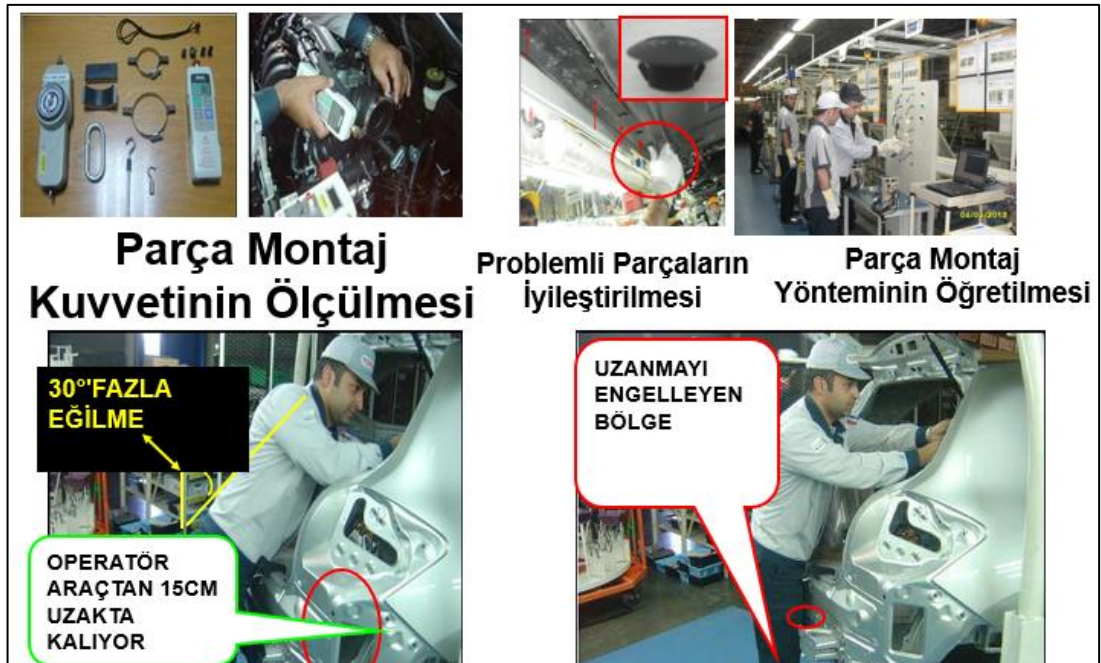 Parça Montaj
Kuvvetinin Ölçülmesi
Problemli Parçaların
İyileştirilmesi
Parça Montaj
Yönteminin Öğretilmesi
30°'FAZLA
EĞİLME
OPERATÖR
ARAÇTAN 15CM
UZAKTA
KALIYOR
UZANMAYI
ENGELLEYEN
BÖLGE